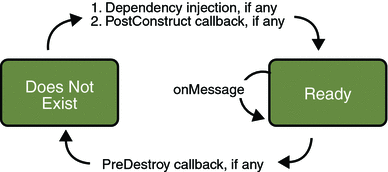 1. Dependency injection, if any
2. PostConstruct callback, if any
Does Not
Exist
onMessage
Ready
PreDestroy callback, if any